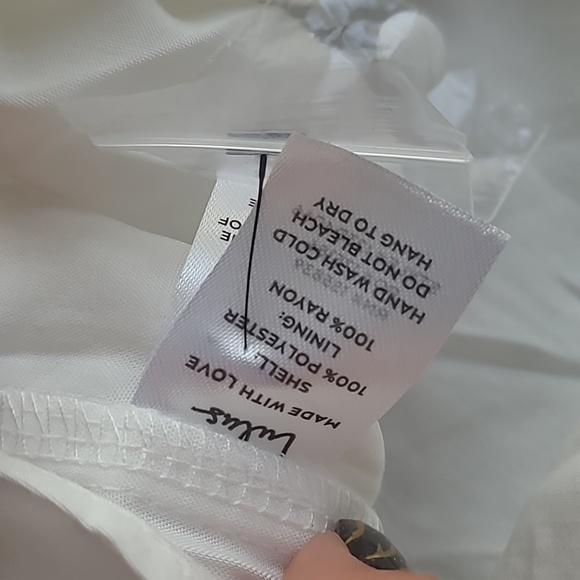 lulus
MADE WITH LOVE
SHELL:
100% POLYESTER
LINING:
100% RAYON
HAND WASH COLD
DO NOT BLEACH
HANG TO DRY